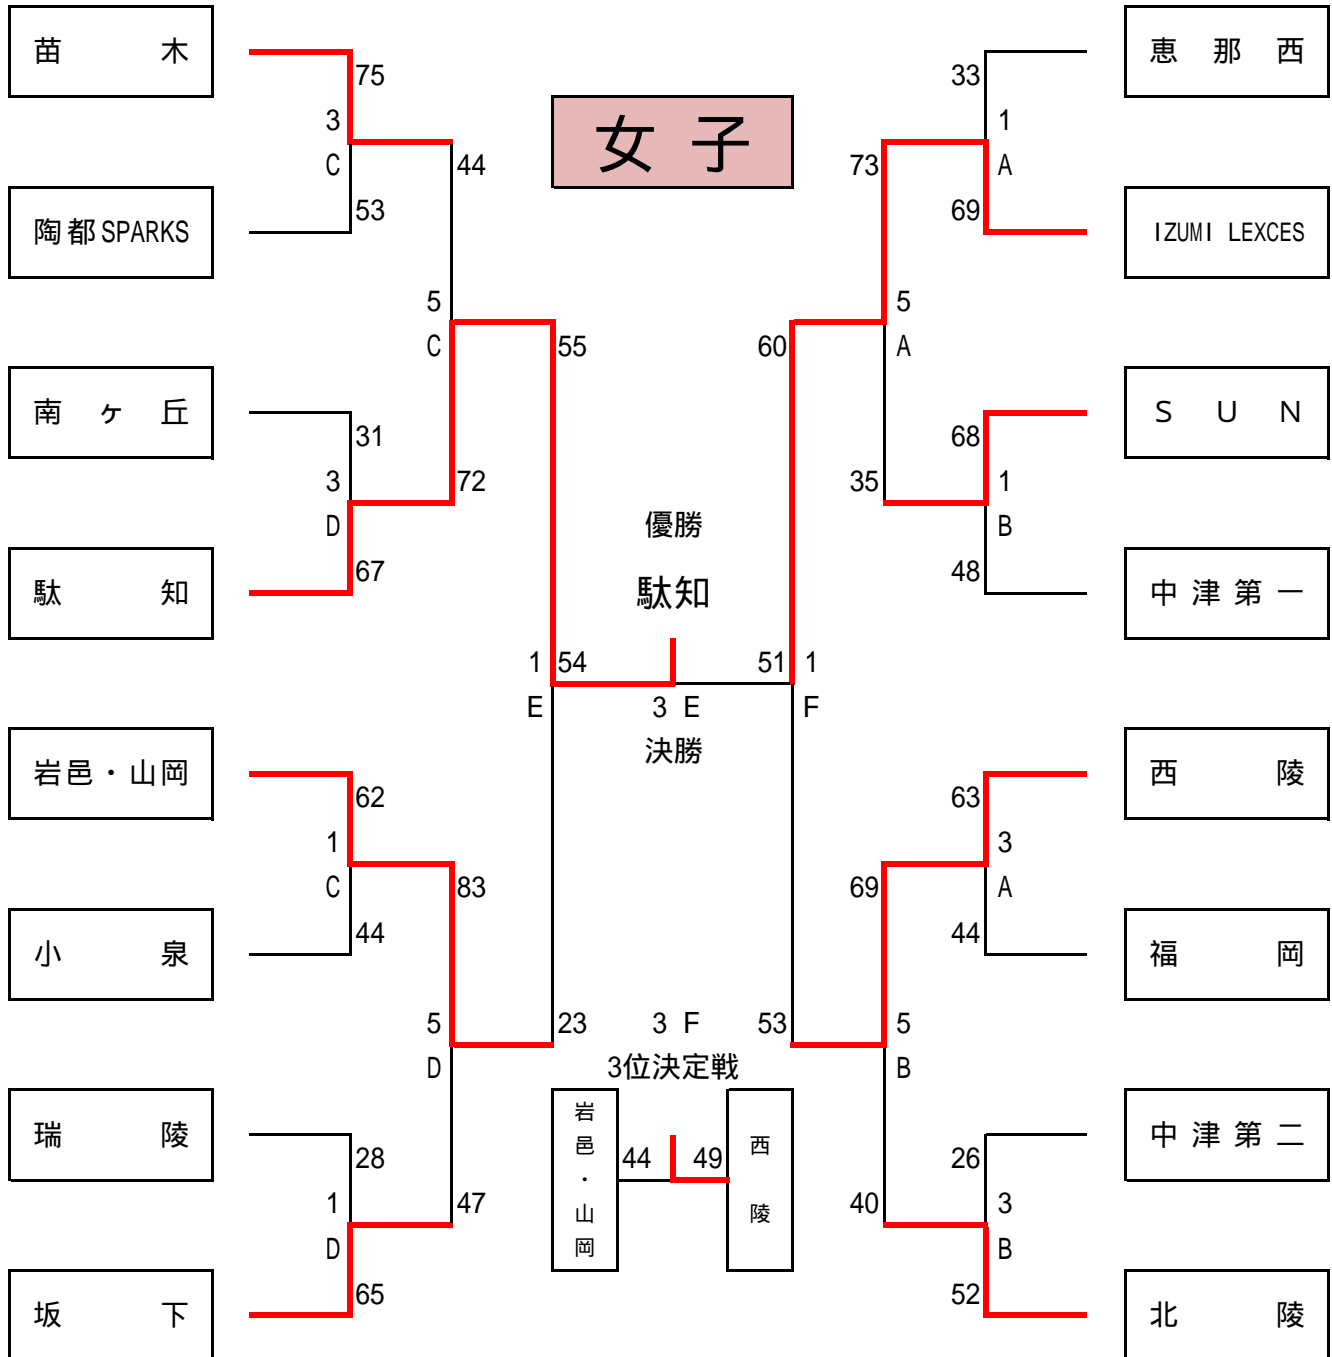 苗木
恵那西
75
33
3
1
女子
C
44
73
A
53
69
陶都SPARKS
IZUMI LEXCES
5
5
C
55
60
A
南ヶ丘
SUN
31
68
3
72
35
1
D
優勝
B
67
48
駄知
駄知
中津第一
1
54
51
1
E
3 E
F
決勝
岩邑・山岡
西陵
62
63
1
3
C
83
69
A
44
44
小泉
福岡
5
23
3 F
53
5
D
3位決定戦
B
岩邑・山岡
44
49
西陵
瑞陵
中津第二
28
26
1
47
40
3
D
B
65
52
坂下
北陵